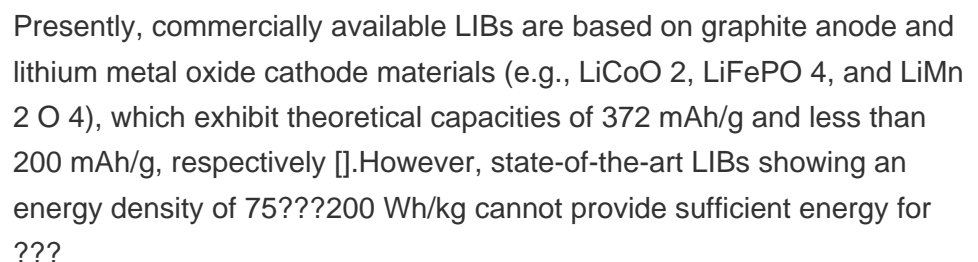 Presently, commercially available LIBs are based on graphite anode and
lithium metal oxide cathode materials (e.g., LiCoO 2, LiFePO 4, and LiMn
2 O 4), which exhibit theoretical capacities of 372 mAh/g and less than
200 mAh/g, respectively [].However, state-of-the-art LIBs showing an
energy density of 75???200 Wh/kg cannot provide sufficient energy for
???